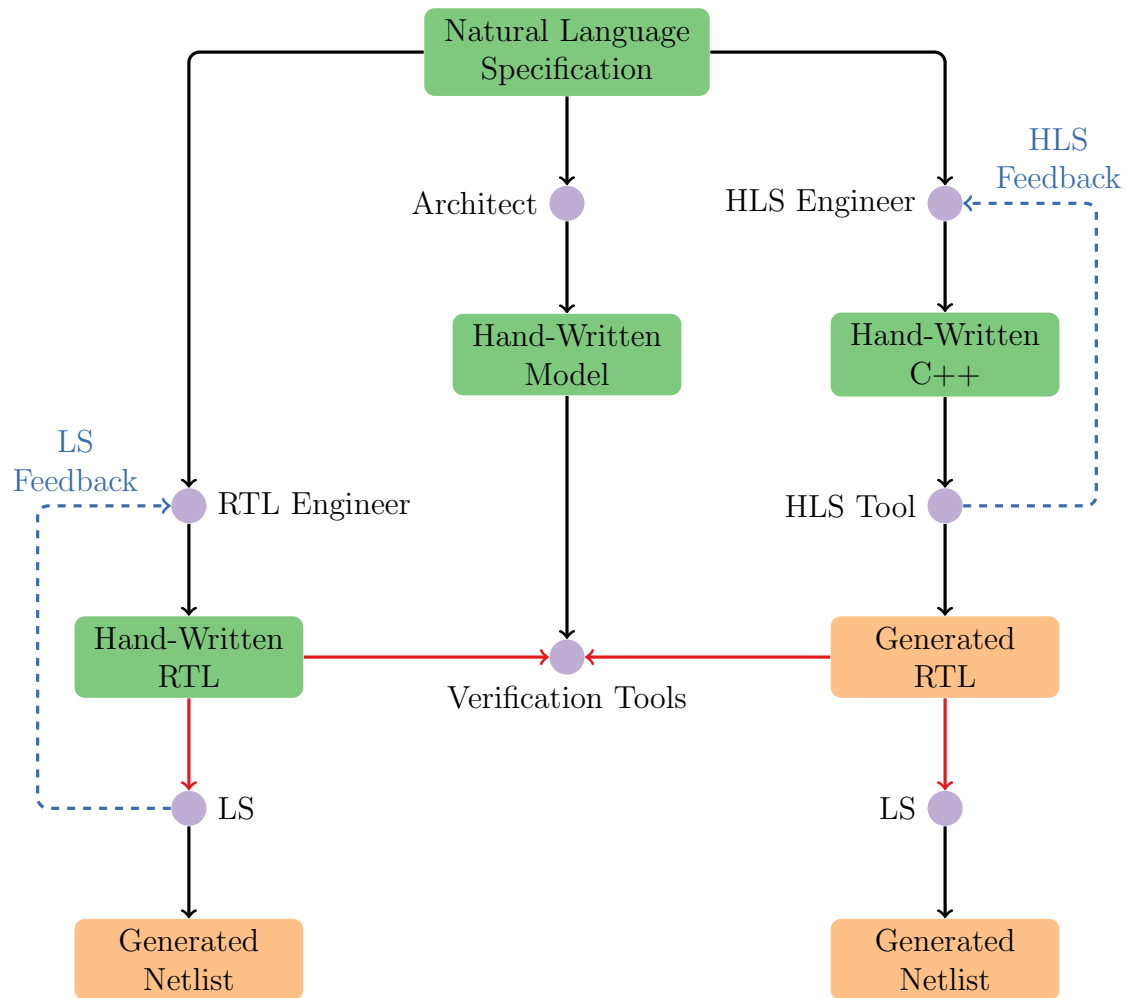 Natural Language
Specification
HLS
Feedback
Architect
HLS Engineer
Hand-Written
Model
Hand-Written
C++
LS
Feedback
RTL Engineer
HLS Tool
Hand-Written
RTL
Generated
RTL
Verification Tools
LS
LS
Generated
Netlist
Generated
Netlist